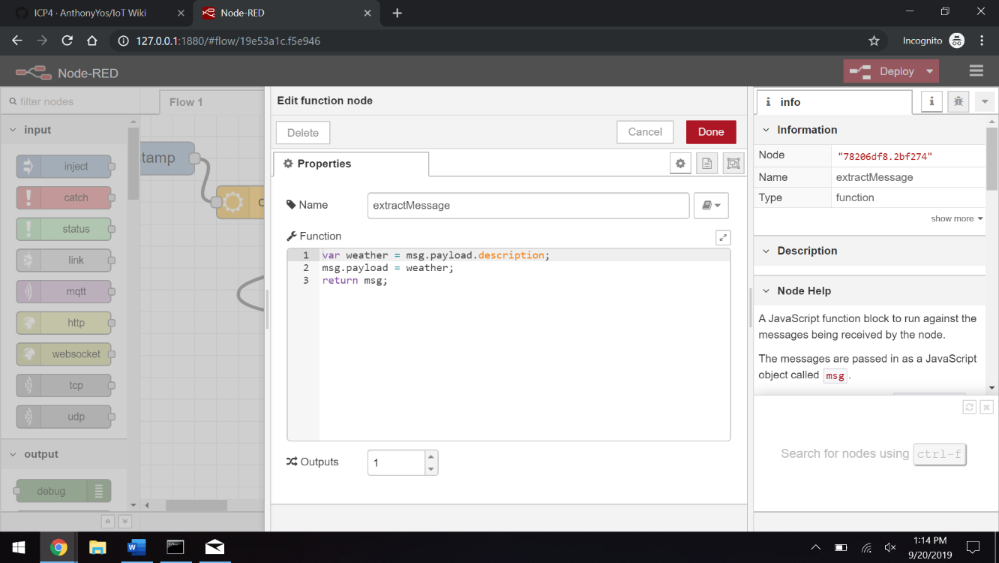 ICP4 · AnthonyYos/IoT Wiki
Node-RED
127.0.0.1:1880/#flow/19e53a1c.f5e946
Incognito
Node-RED
Deploy
filter nodes
input
inject
catch
status
link
mqtt
http
websocket
tcp
udp
output
debug
Flow 1
stamp
Edit function node
Delete
Cancel
Done
Properties
Name
extractMessage
Function
1 var weather = msg.payload.description;
2 msg.payload = weather;
3 return msg;
Outputs
1
i info
i
Information
Node "78206df8.2bf274"
Name extractMessage
Type function
show more
Description
Node Help
A JavaScript function block to run against the
messages being received by the node.
The messages are passed in as a JavaScript
object called msg .
Search for nodes using ctrl-f
1:14 PM
9/20/2019